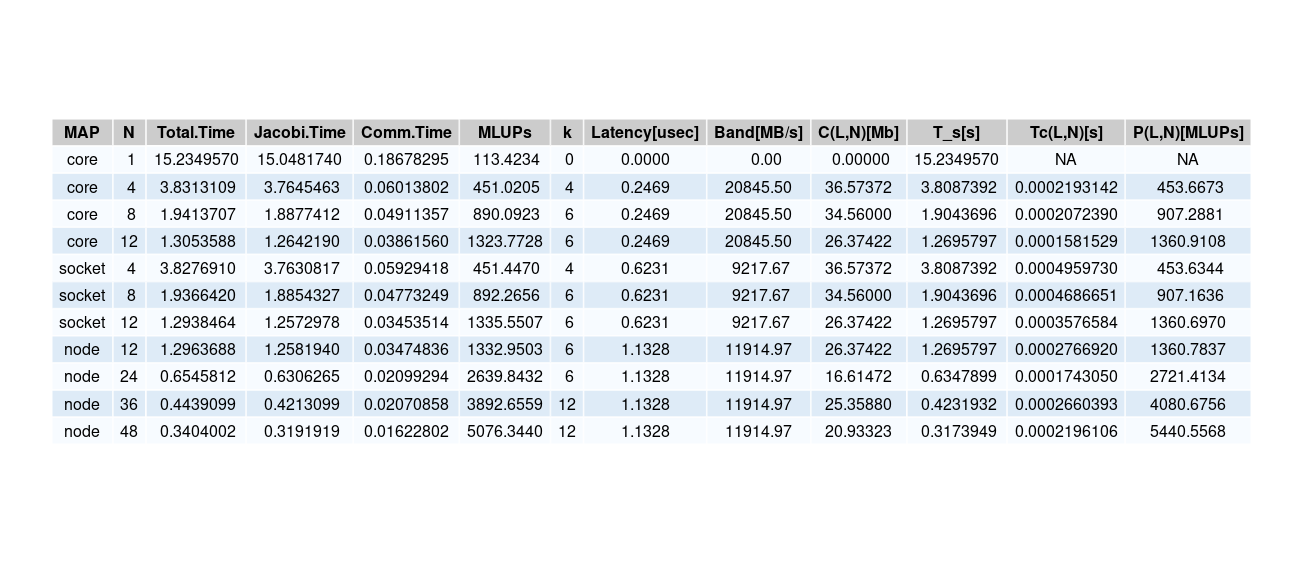 MAP N Total.Time Jacobi.Time Comm.Time MLUPs k Latency[usec] Band[MB/s] C(L,N)[Mb] T_s[s] Tc(L,N)[s] P(L,N)[MLUPs]
core 1 15.2349570 15.0481740 0.18678295 113.4234 0 0.0000 0.00 0.00000 15.2349570 NA NA
core 4 3.8313109 3.7645463 0.06013802 451.0205 4 0.2469 20845.50 36.57372 3.8087392 0.0002193142 453.6673
core 8 1.9413707 1.8877412 0.04911357 890.0923 6 0.2469 20845.50 34.56000 1.9043696 0.0002072390 907.2881
core 12 1.3053588 1.2642190 0.03861560 1323.7728 6 0.2469 20845.50 26.37422 1.2695797 0.0001581529 1360.9108
socket 4 3.8276910 3.7630817 0.05929418 451.4470 4 0.6231 9217.67 36.57372 3.8087392 0.0004959730 453.6344
socket 8 1.9366420 1.8854327 0.04773249 892.2656 6 0.6231 9217.67 34.56000 1.9043696 0.0004686651 907.1636
socket 12 1.2938464 1.2572978 0.03453514 1335.5507 6 0.6231 9217.67 26.37422 1.2695797 0.0003576584 1360.6970
node 12 1.2963688 1.2581940 0.03474836 1332.9503 6 1.1328 11914.97 26.37422 1.2695797 0.0002766920 1360.7837
node 24 0.6545812 0.6306265 0.02099294 2639.8432 6 1.1328 11914.97 16.61472 0.6347899 0.0001743050 2721.4134
node 36 0.4439099 0.4213099 0.02070858 3892.6559 12 1.1328 11914.97 25.35880 0.4231932 0.0002660393 4080.6756
node 48 0.3404002 0.3191919 0.01622802 5076.3440 12 1.1328 11914.97 20.93323 0.3173949 0.0002196106 5440.5568